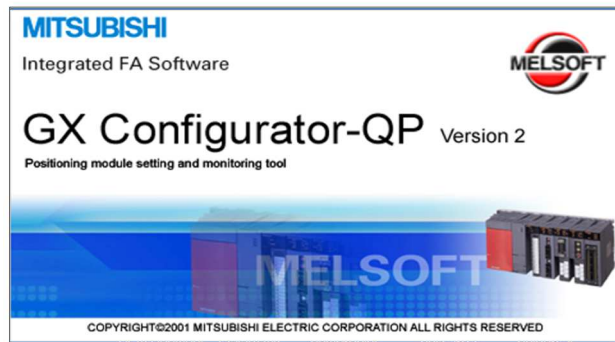 MITSUBISHI
Integrated FA Software
MELSOFT
GX Configurator-QP Version 2
Positioning module setting and monitoring tool
MELSOFT
COPYRIGHT©2001 MITSUBISHI ELECTRIC CORPORATION ALL RIGHTS RESERVED